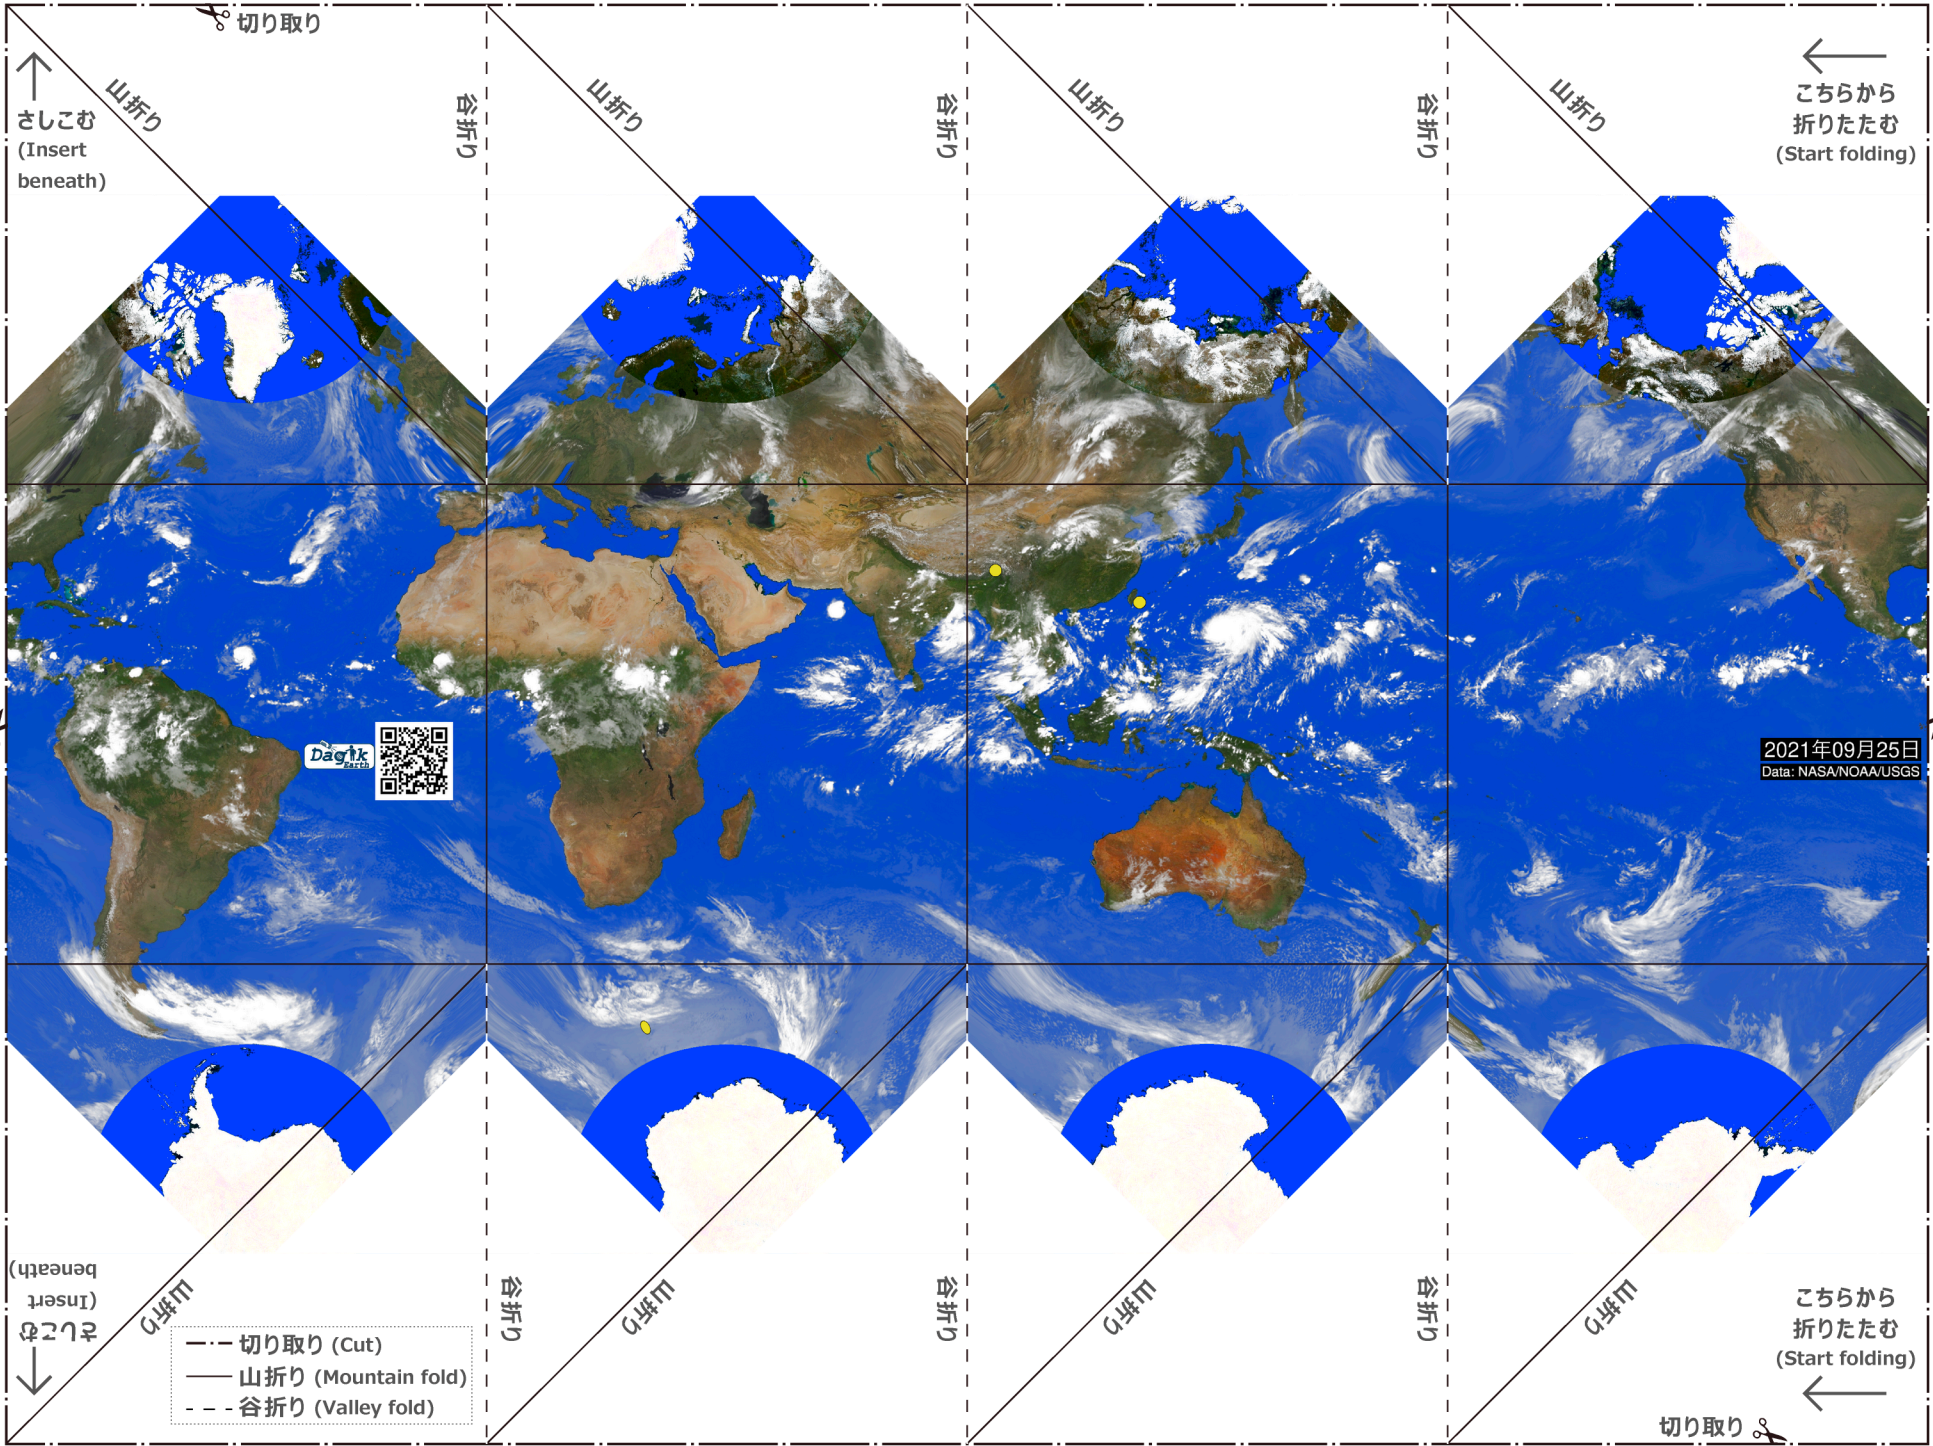 切り取り
山折り
谷折り
山折り
谷折り
山折り
谷折り
山折り
さしこむ
(Insert
beneath)
こちらから
折りたたむ
(Start folding)
Dagik
Earth
2021年09月25日
Data: NASA/NOAA/USGS
さしこむ
(Insert
beneath)
山折り
谷折り
山折り
谷折り
山折り
谷折り
山折り
こちらから
折りたたむ
(Start folding)
切り取り (Cut)
山折り (Mountain fold)
谷折り (Valley fold)
切り取り